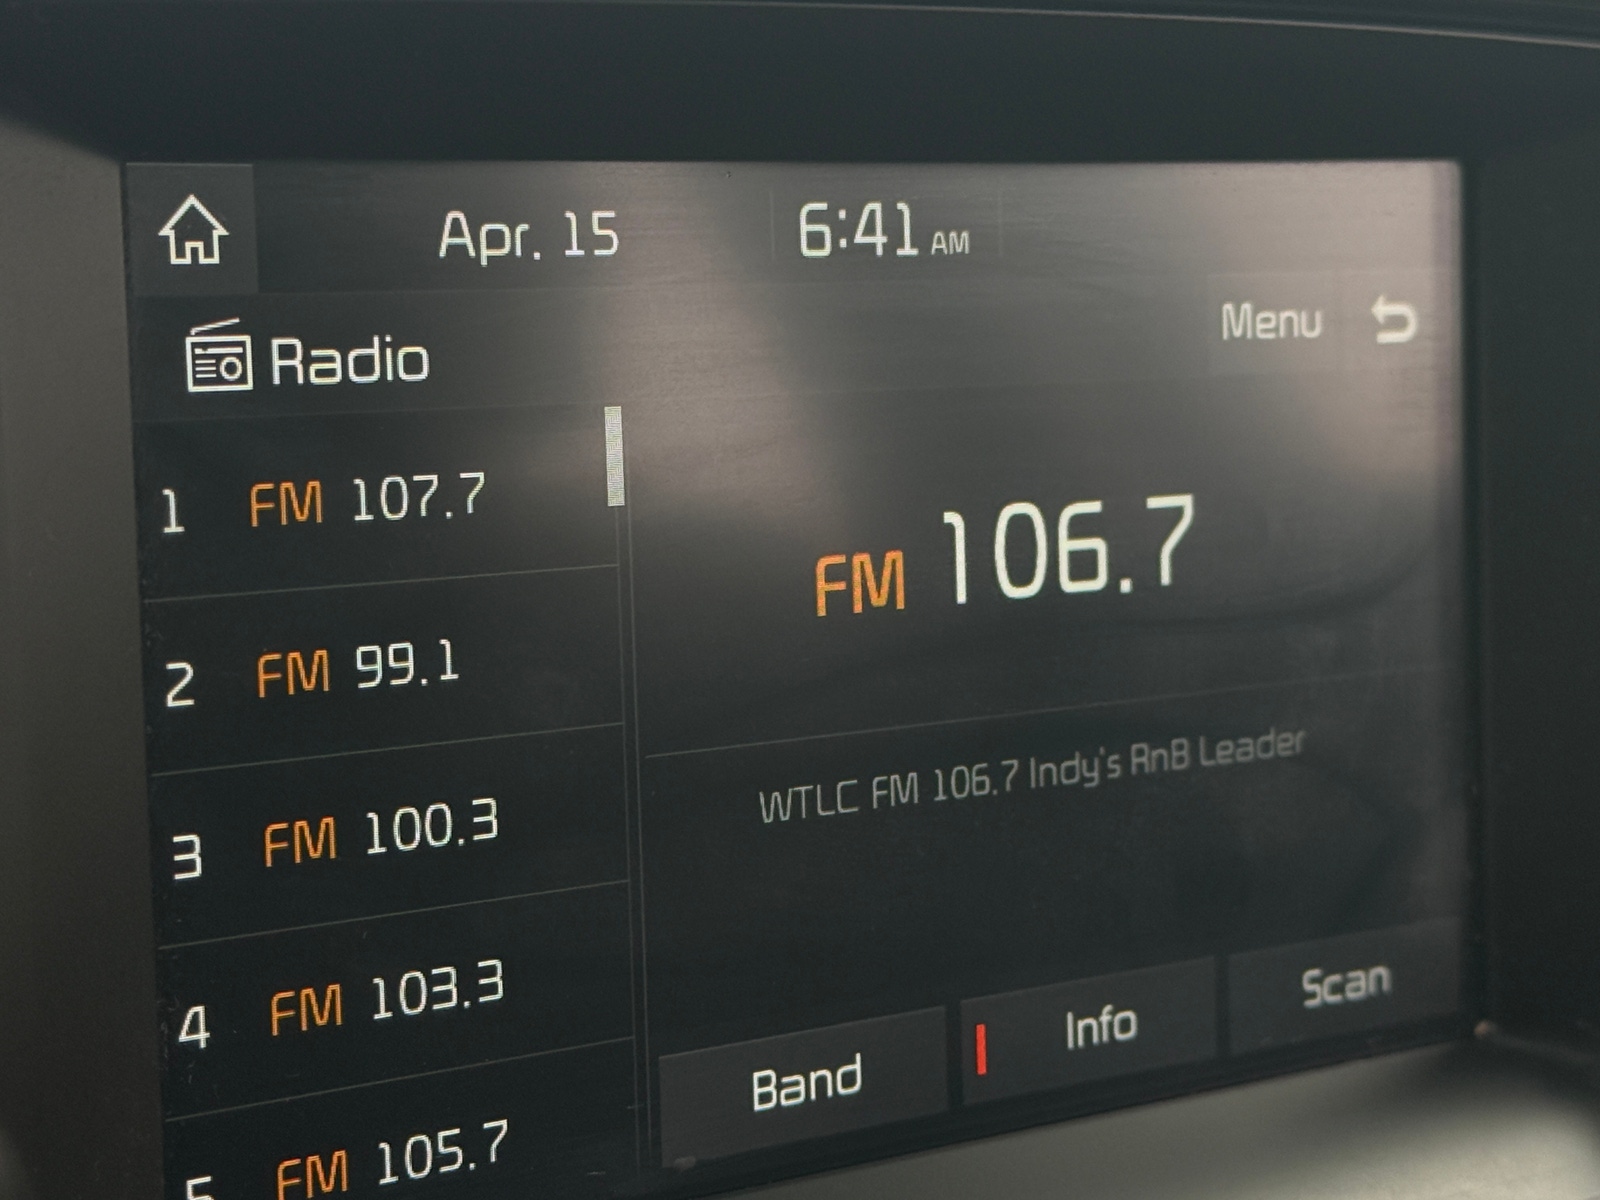 Apr. 15 6:41 AM
Radio
Menu
1 FM 107.7
2 FM 99.1
3 FM 100.3
4 FM 103.3
5 FM 105.7
FM 106.7
WTLC FM 106.7 Indy's RnB Leader
Band Info Scan